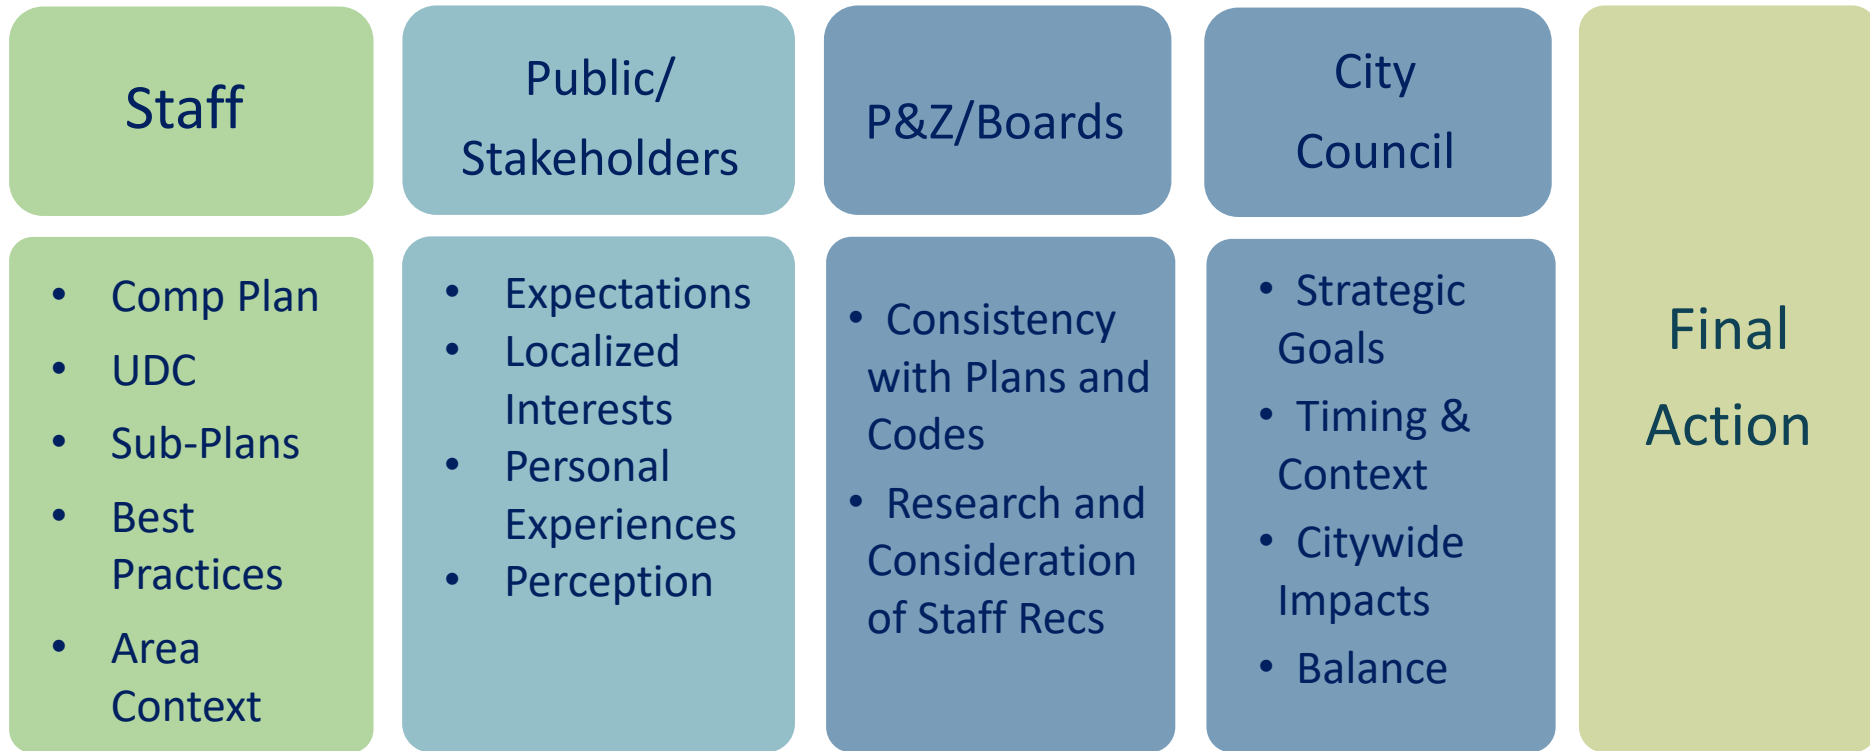 Staff
Public/
Stakeholders
P&Z/Boards
City
Council
Final
Action
• Comp Plan
• UDC
• Sub-Plans
• Best
Practices
• Area
Context
• Expectations
• Localized
Interests
• Personal
Experiences
• Perception
• Consistency
with Plans and
Codes
• Research and
Consideration
of Staff Recs
• Strategic
Goals
• Timing &
Context
• Citywide
Impacts
• Balance